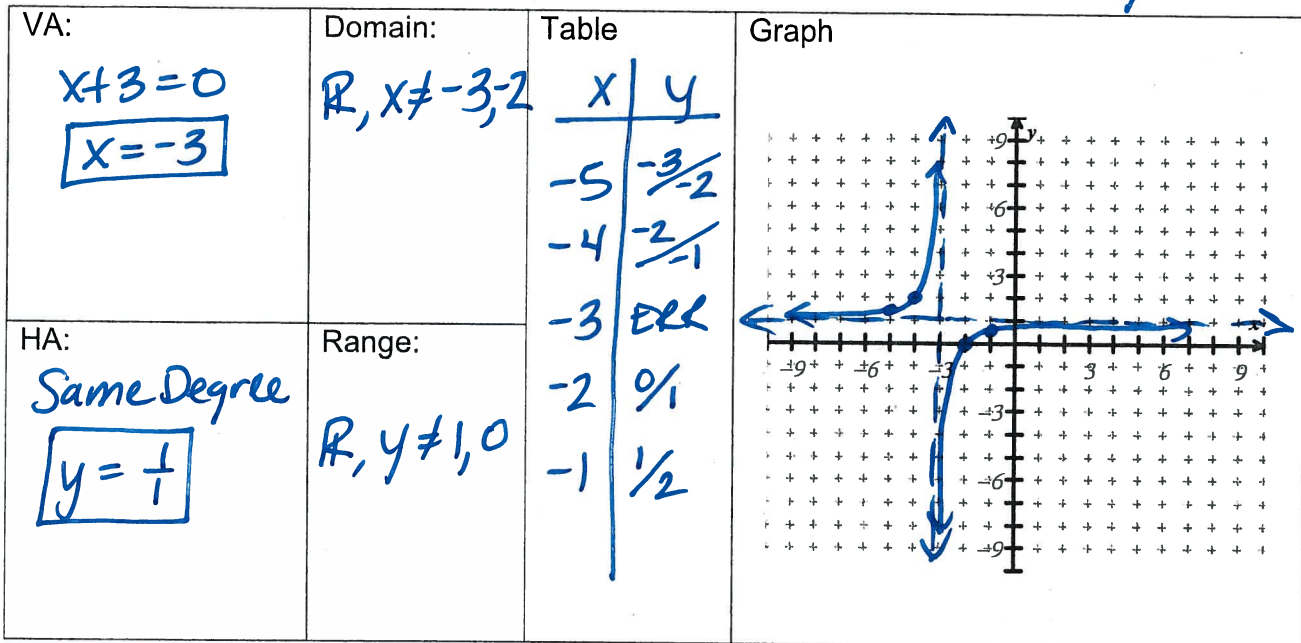 VA:
x+3=0
x=-3
Domain:
ℝ, x≠-3,-2
HA:
Same Degree
y = 1/1
Range:
ℝ, y≠1,0
Table
x y
-5 -3/-2
-4 -2/-1
-3 ERR
-2 0/1
-1 1/2
Graph
y
9
6
3
x
-9 -6 -3 3 6 9
-3
-6
-9